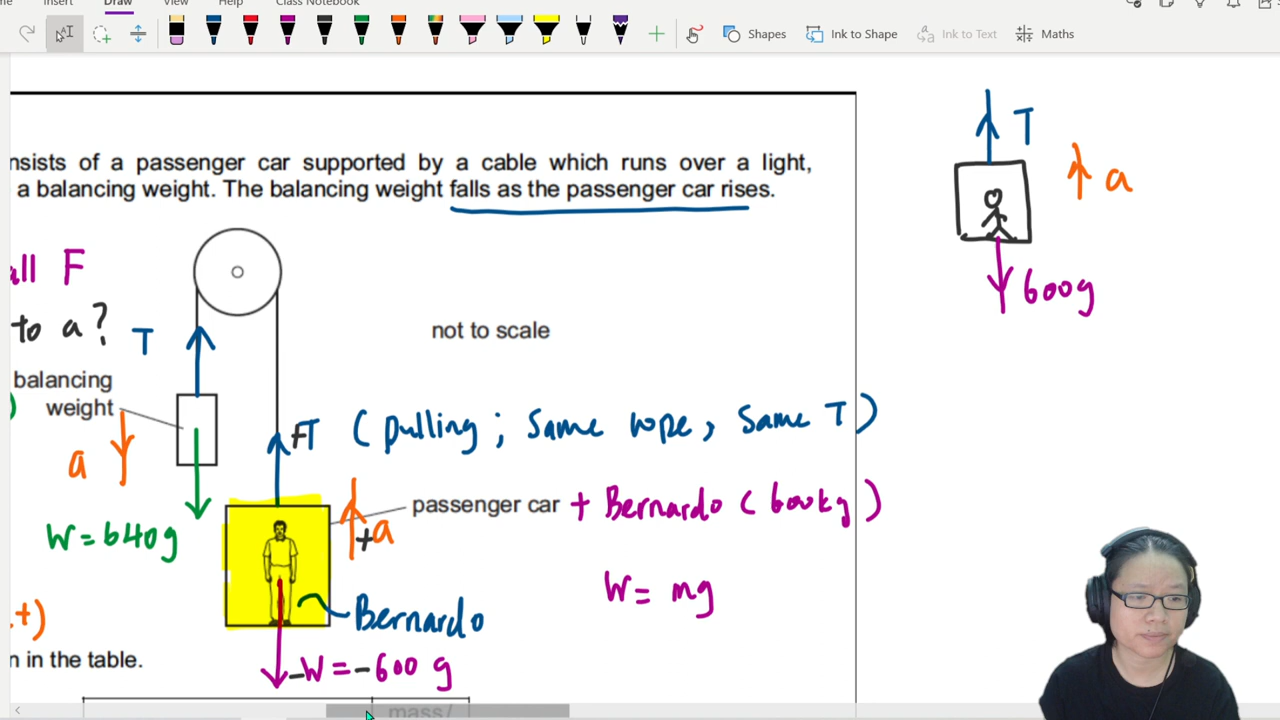 Insert
Draw
View
Help
Class Notebook
Shapes
Ink to Shape
Ink to Text
Maths
nsists of a passenger car supported by a cable which runs over a light,
a balancing weight. The balancing weight falls as the passenger car rises.
all F
to a?
T
not to scale
balancing
weight
a
W=640g
+T (pulling; Same rope, Same T)
passenger car + Bernardo (600kg)
+a
W= mg
Bernardo
-W=-600 g
.t)
n in the table.
mass/
T
a
600g